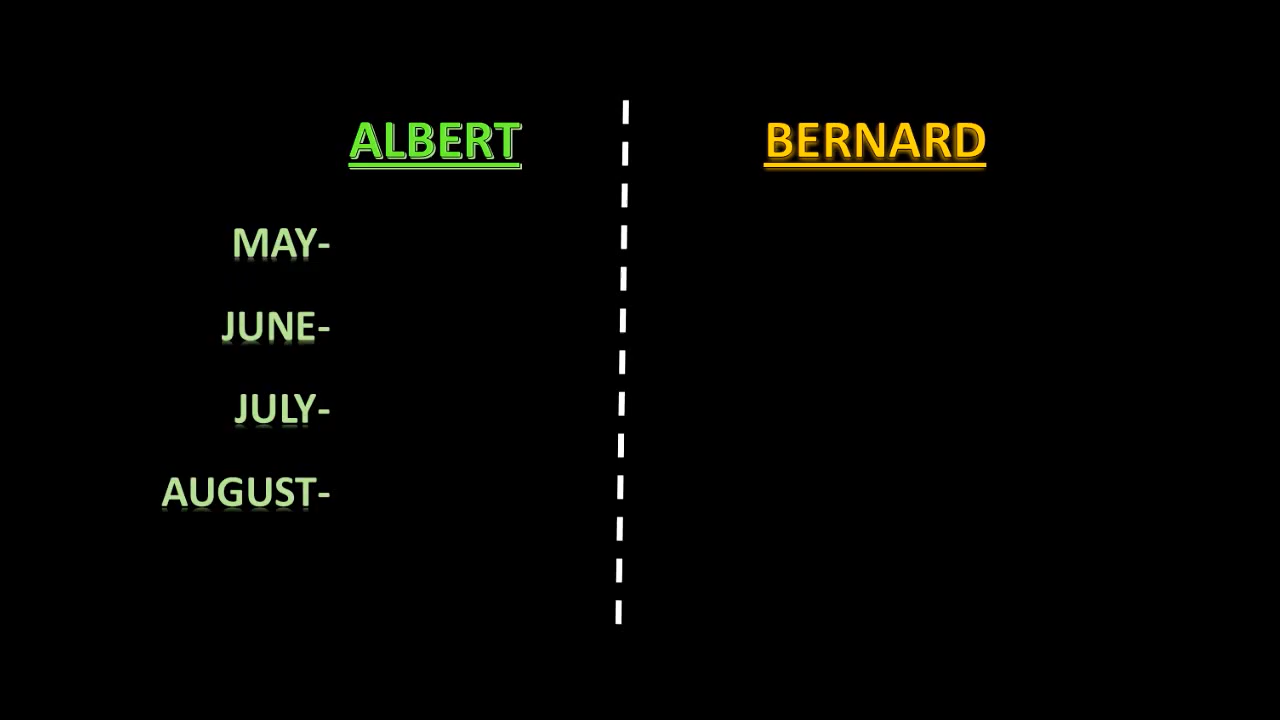 ALBERT
BERNARD
MAY-
JUNE-
JULY-
AUGUST-